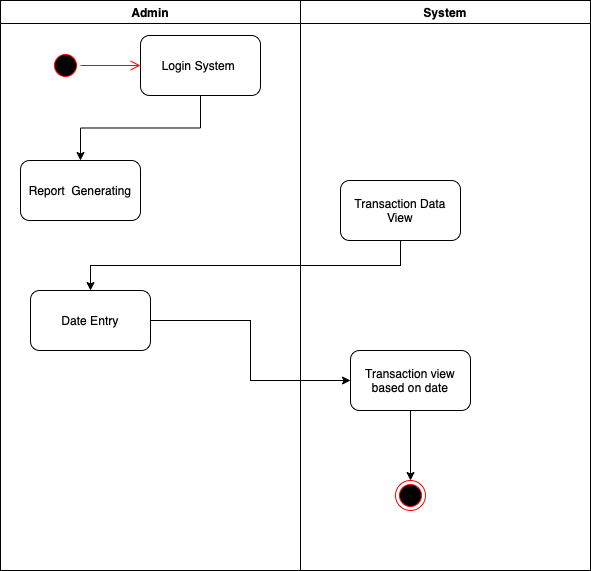 Admin
System
Login System
Report  Generating
Transaction Data
View
Date Entry
Transaction view
based on date